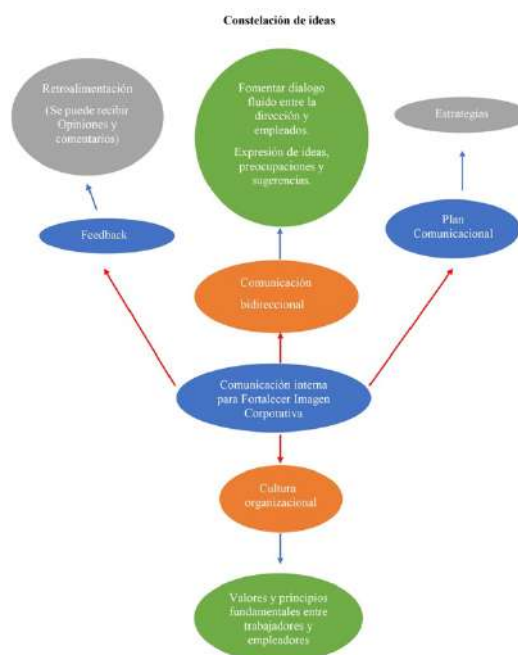 Constelación de ideas
Retroalimentación
(Se puede recibir
Opiniones y
comentarios)
Fomentar dialogo
fluido entre la
dirección y
empleados.
Expresión de ideas,
preocupaciones y
sugerencias.
Estrategias
Feedback
Plan
Comunicacional
Comunicación
bidireccional
Comunicación interna
para Fortalecer Imagen
Corporativa
Cultura
organizacional
Valores y principios
fundamentales entre
trabajadores y
empleadores